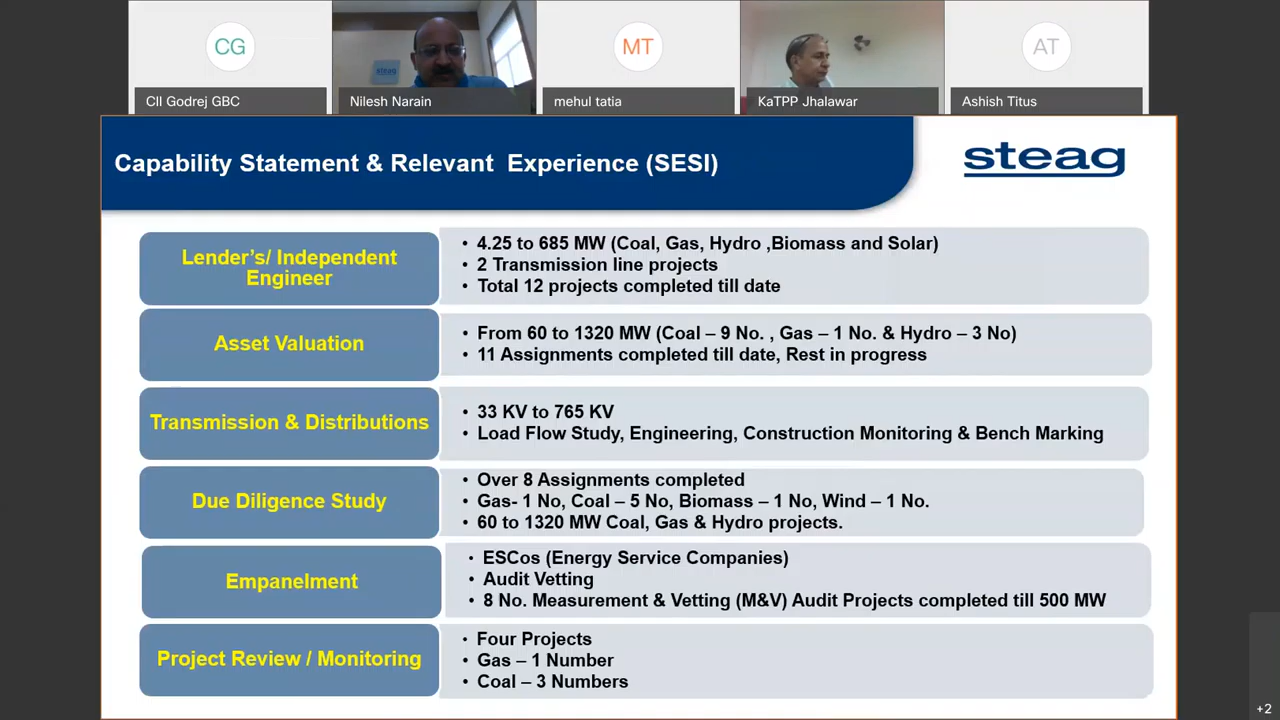 CG
MT
AT
CII Godrej GBC
Nilesh Narain
mehul tatia
KaTPP Jhalawar
Ashish Titus
steag
Capability Statement & Relevant Experience (SESI)
steag
Lender's/ Independent
Engineer
• 4.25 to 685 MW (Coal, Gas, Hydro ,Biomass and Solar)
• 2 Transmission line projects
• Total 12 projects completed till date
Asset Valuation
• From 60 to 1320 MW (Coal – 9 No. , Gas – 1 No. & Hydro – 3 No)
• 11 Assignments completed till date, Rest in progress
Transmission & Distributions
• 33 KV to 765 KV
• Load Flow Study, Engineering, Construction Monitoring & Bench Marking
Due Diligence Study
• Over 8 Assignments completed
• Gas- 1 No, Coal – 5 No, Biomass – 1 No, Wind – 1 No.
• 60 to 1320 MW Coal, Gas & Hydro projects.
Empanelment
• ESCos (Energy Service Companies)
• Audit Vetting
• 8 No. Measurement & Vetting (M&V) Audit Projects completed till 500 MW
Project Review / Monitoring
• Four Projects
• Gas – 1 Number
• Coal – 3 Numbers
+2